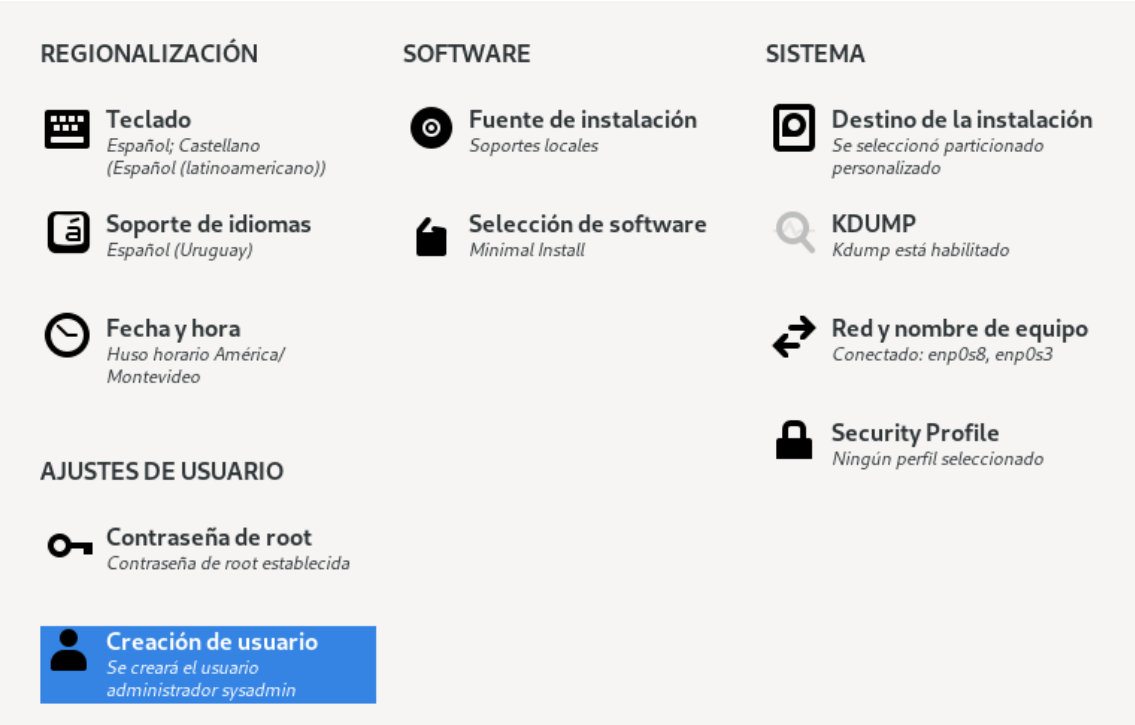 REGIONALIZACIÓN
Teclado
Español; Castellano
(Español (latinoamericano))
Soporte de idiomas
Español (Uruguay)
Fecha y hora
Huso horario América/
Montevideo
AJUSTES DE USUARIO
Contraseña de root
Contraseña de root establecida
Creación de usuario
Se creará el usuario
administrador sysadmin
SOFTWARE
Fuente de instalación
Soportes locales
Selección de software
Minimal Install
SISTEMA
Destino de la instalación
Se seleccionó particionado
personalizado
KDUMP
Kdump está habilitado
Red y nombre de equipo
Conectado: enp0s8, enp0s3
Security Profile
Ningún perfil seleccionado